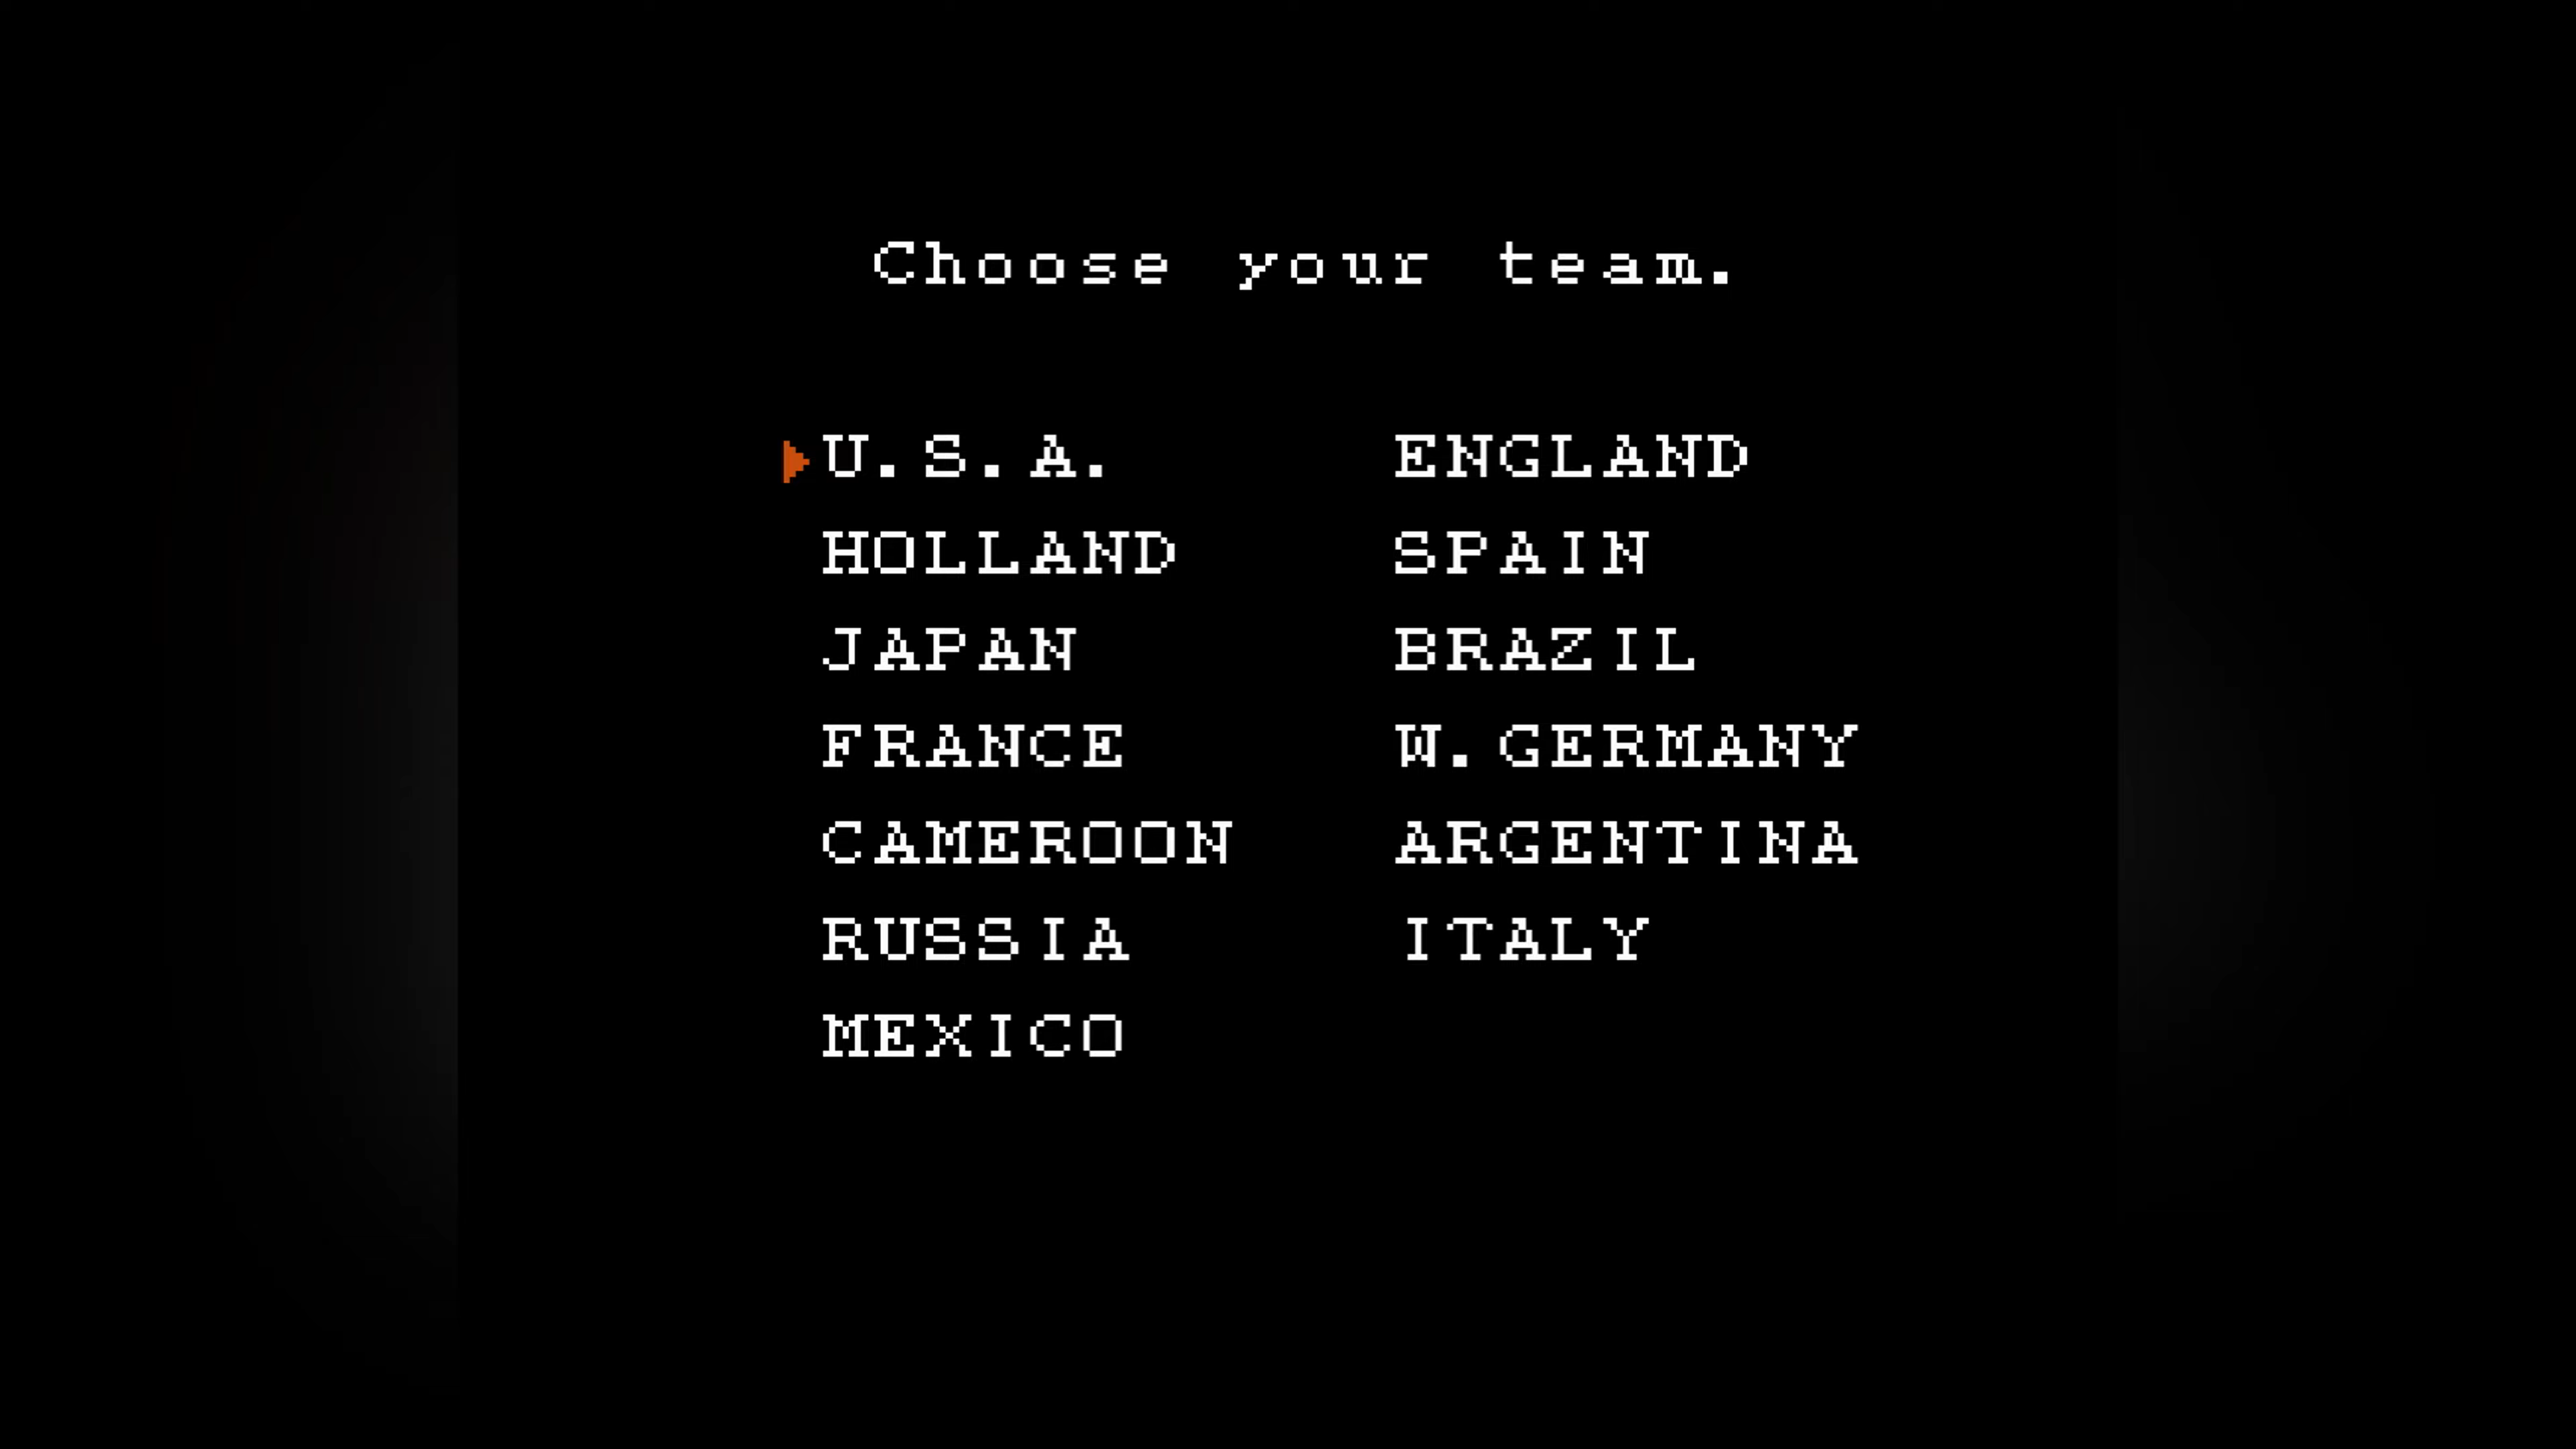 Choose your team.
U.S.A. ENGLAND
HOLLAND SPAIN
JAPAN BRAZIL
FRANCE W.GERMANY
CAMEROON ARGENTINA
RUSSIA ITALY
MEXICO